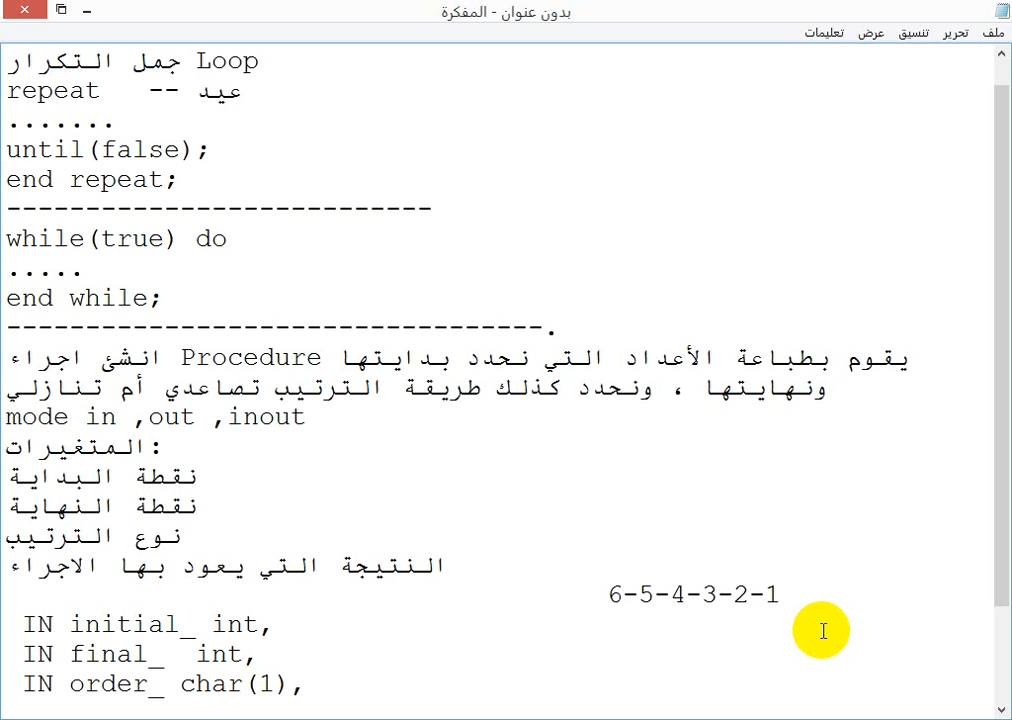 بدون عنوان - المفكرة
ملف تحرير تنسيق عرض تعليمات
جمل التكرار Loop
repeat   -- عيد
.......
until(false);
end repeat;
---------------------------
while(true) do
.....
end while;
----------------------------------.
انشئ اجراء Procedure يقوم بطباعة الأعداد التي نحدد بدايتها
ونهايتها ، ونحدد كذلك طريقة الترتيب تصاعدي أم تنازلي
mode in ,out ,inout
المتغيرات:
نقطة البداية
نقطة النهاية
نوع الترتيب
النتيجة التي يعود بها الاجراء
6-5-4-3-2-1
IN initial_ int,
IN final_  int,
IN order_ char(1),